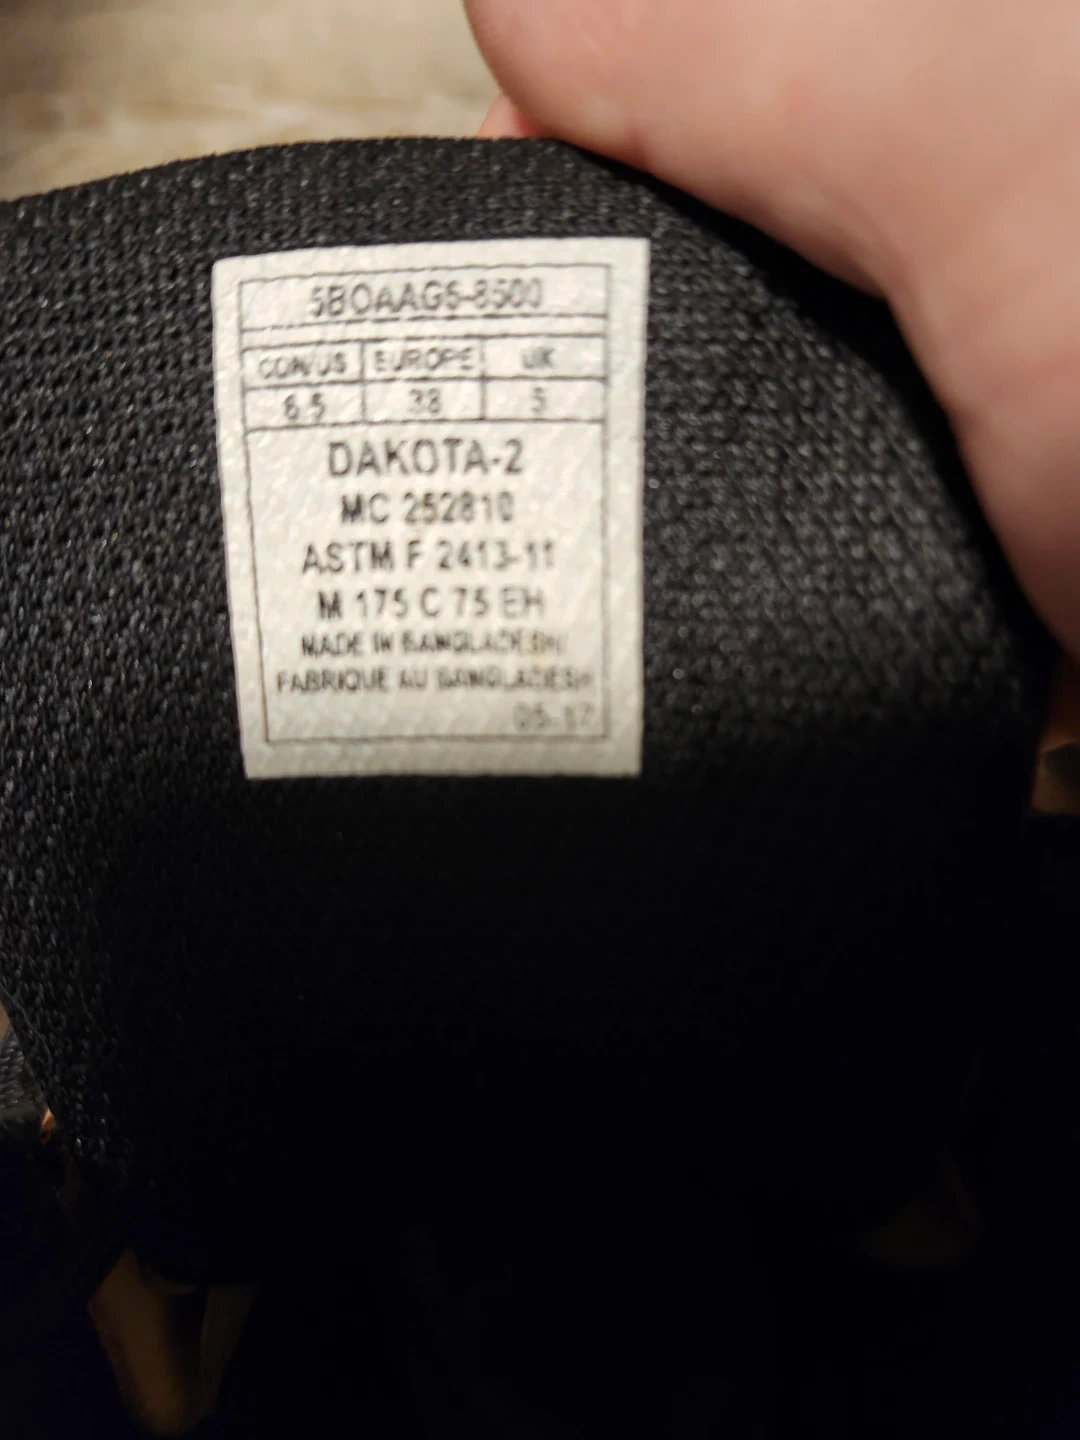 5BOAAG6-8500
CDN/US EUROPE UK
6.5 38 5
DAKOTA-2
MC 252810
ASTM F 2413-11
M 175 C 75 EH
MADE IN BANGLADESH
FABRIQUE AU BANGLADESH
05-17